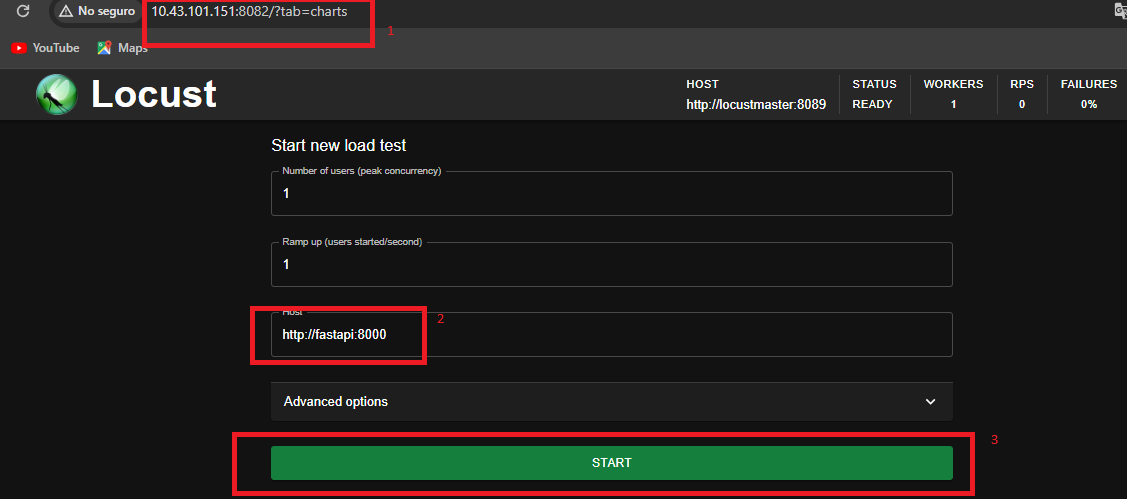 No seguro 10.43.101.151:8082/?tab=charts
1
YouTube Maps
Locust
HOST STATUS WORKERS RPS FAILURES
http://locustmaster:8089 READY 1 0 0%
Start new load test
Number of users (peak concurrency)
1
Ramp up (users started/second)
1
Host
2
http://fastapi:8000
Advanced options
3
START